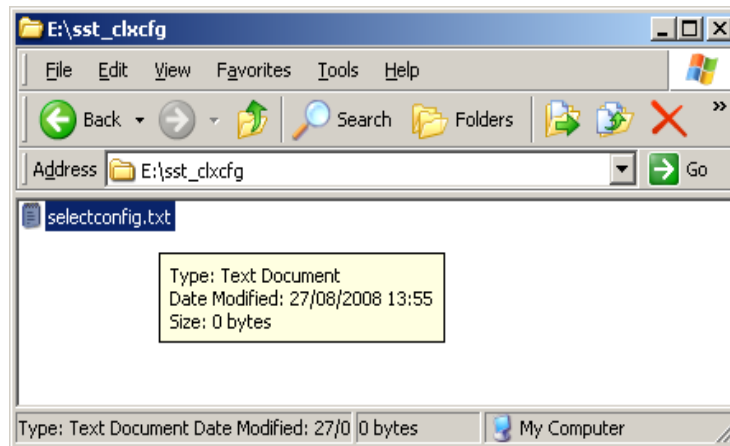 E:\sst_clxcfg
File Edit View Favorites Tools Help
Back Search Folders »
Address E:\sst_clxcfg Go
selectconfig.txt
Type: Text Document
Date Modified: 27/08/2008 13:55
Size: 0 bytes
Type: Text Document Date Modified: 27/0 0 bytes My Computer